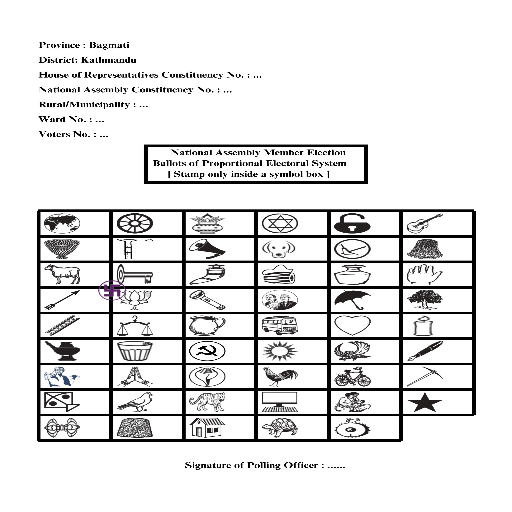 Province : Bagmati
District: Kathmandu
House of Representatives Constituency No. : ...
National Assembly Constituency No. : ...
Rural/Municipality : ...
Ward No. : ...
Voters No. : ...
National Assembly Member Election
Ballots of Proportional Electoral System
[ Stamp only inside a symbol box ]
Signature of Polling Officer : ......